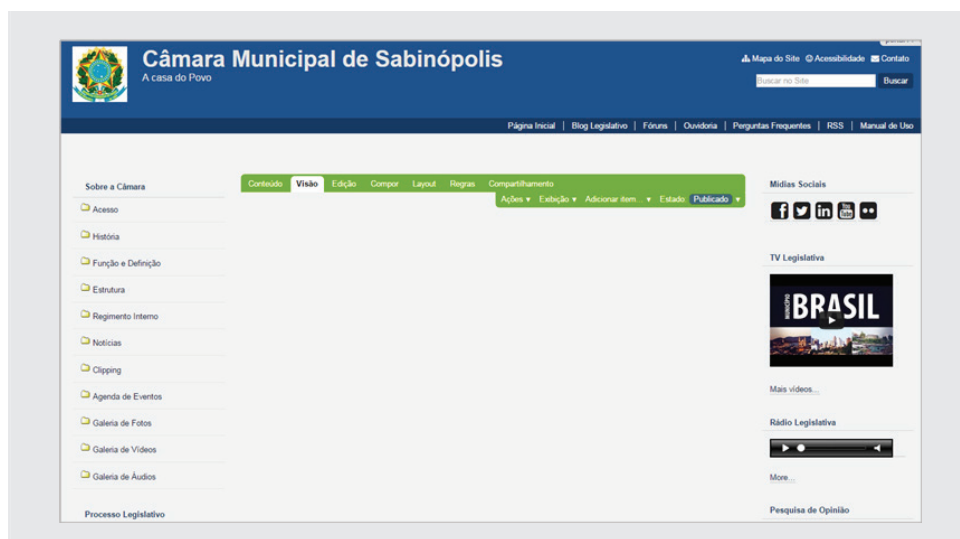 Câmara Municipal de Sabinópolis
A casa do Povo
Mapa do Site Acessibilidade Contato
Buscar no Site Buscar
Página Inicial | Blog Legislativo | Fóruns | Ouvidoria | Perguntas Frequentes | RSS | Manual de Uso
Sobre a Câmara
Acesso
História
Função e Definição
Estrutura
Regimento Interno
Notícias
Clipping
Agenda de Eventos
Galeria de Fotos
Galeria de Vídeos
Galeria de Áudios
Processo Legislativo
Conteúdo Visão Edição Compor Layout Regras Compartilhamento
Ações Exibição Adicionar item... Estado: Publicado
Mídias Sociais
You Tube
TV Legislativa
MUNICÍPIO BRASIL
Mais vídeos...
Rádio Legislativa
More...
Pesquisa de Opinião